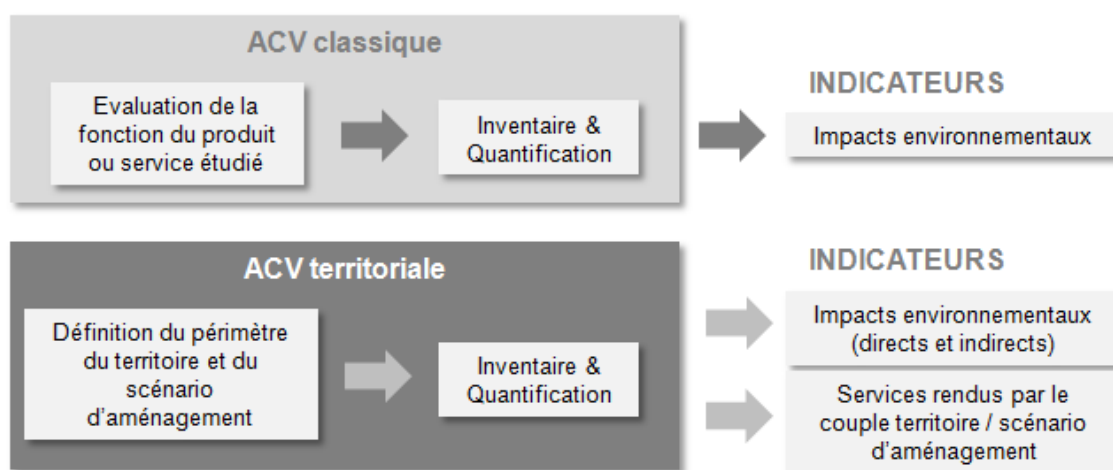 ACV classique
Evaluation de la
fonction du produit
ou service étudié
Inventaire &
Quantification
INDICATEURS
Impacts environnementaux
ACV territoriale
Définition du périmètre
du territoire et du
scénario
d'aménagement
Inventaire &
Quantification
INDICATEURS
Impacts environnementaux
(directs et indirects)
Services rendus par le
couple territoire / scénario
d'aménagement